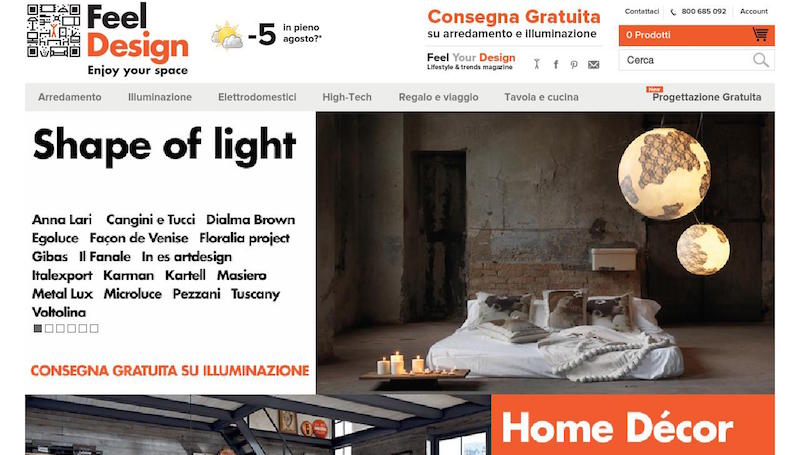 Feel
Design
Enjoy your space
-5 in pieno
agosto?*
Consegna Gratuita
su arredamento e illuminazione
Feel Your Design
Lifestyle & trends magazine
Contattaci 800 685 092 Account
0 Prodotti
Cerca
Arredamento Illuminazione Elettrodomestici High-Tech Regalo e viaggio Tavola e cucina New Progettazione Gratuita
Shape of light
Anna Lari Cangini e Tucci Dialma Brown
Egoluce Façon de Venise Floralia project
Gibas Il Fanale In es artdesign
Italexport Karman Kartell Masiero
Metal Lux Microluce Pezzani Tuscany
Voltolina
CONSEGNA GRATUITA SU ILLUMINAZIONE
Home Décor